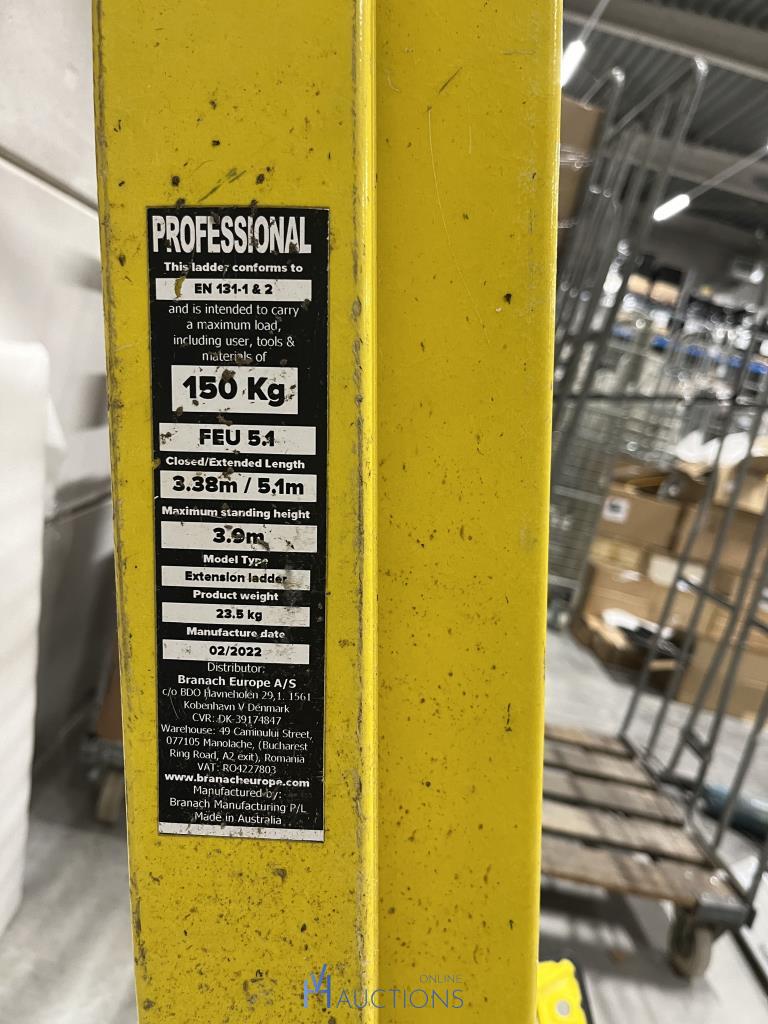 PROFESSIONAL
This ladder conforms to
EN 131-1 & 2
and is intended to carry
a maximum load,
including user, tools &
materials of
150 Kg
FEU 5.1
Closed/Extended Length
3.38m / 5.1m
Maximum standing height
3.9m
Model Type
Extension ladder
Product weight
23.5 kg
Manufacture date
02/2022
Distributor:
Branach Europe A/S
c/o BDO Havneholen 29,1. 1561
Kobenhavn V Denmark
CVR: DK-39174847
Warehouse: 49 Caminului Street,
077105 Manolache, (Bucharest
Ring Road, A2 exit), Romania
VAT: RO4227803
www.branacheurope.com
Manufactured by:
Branach Manufacturing P/L
Made in Australia
ONLINE
AUCTIONS